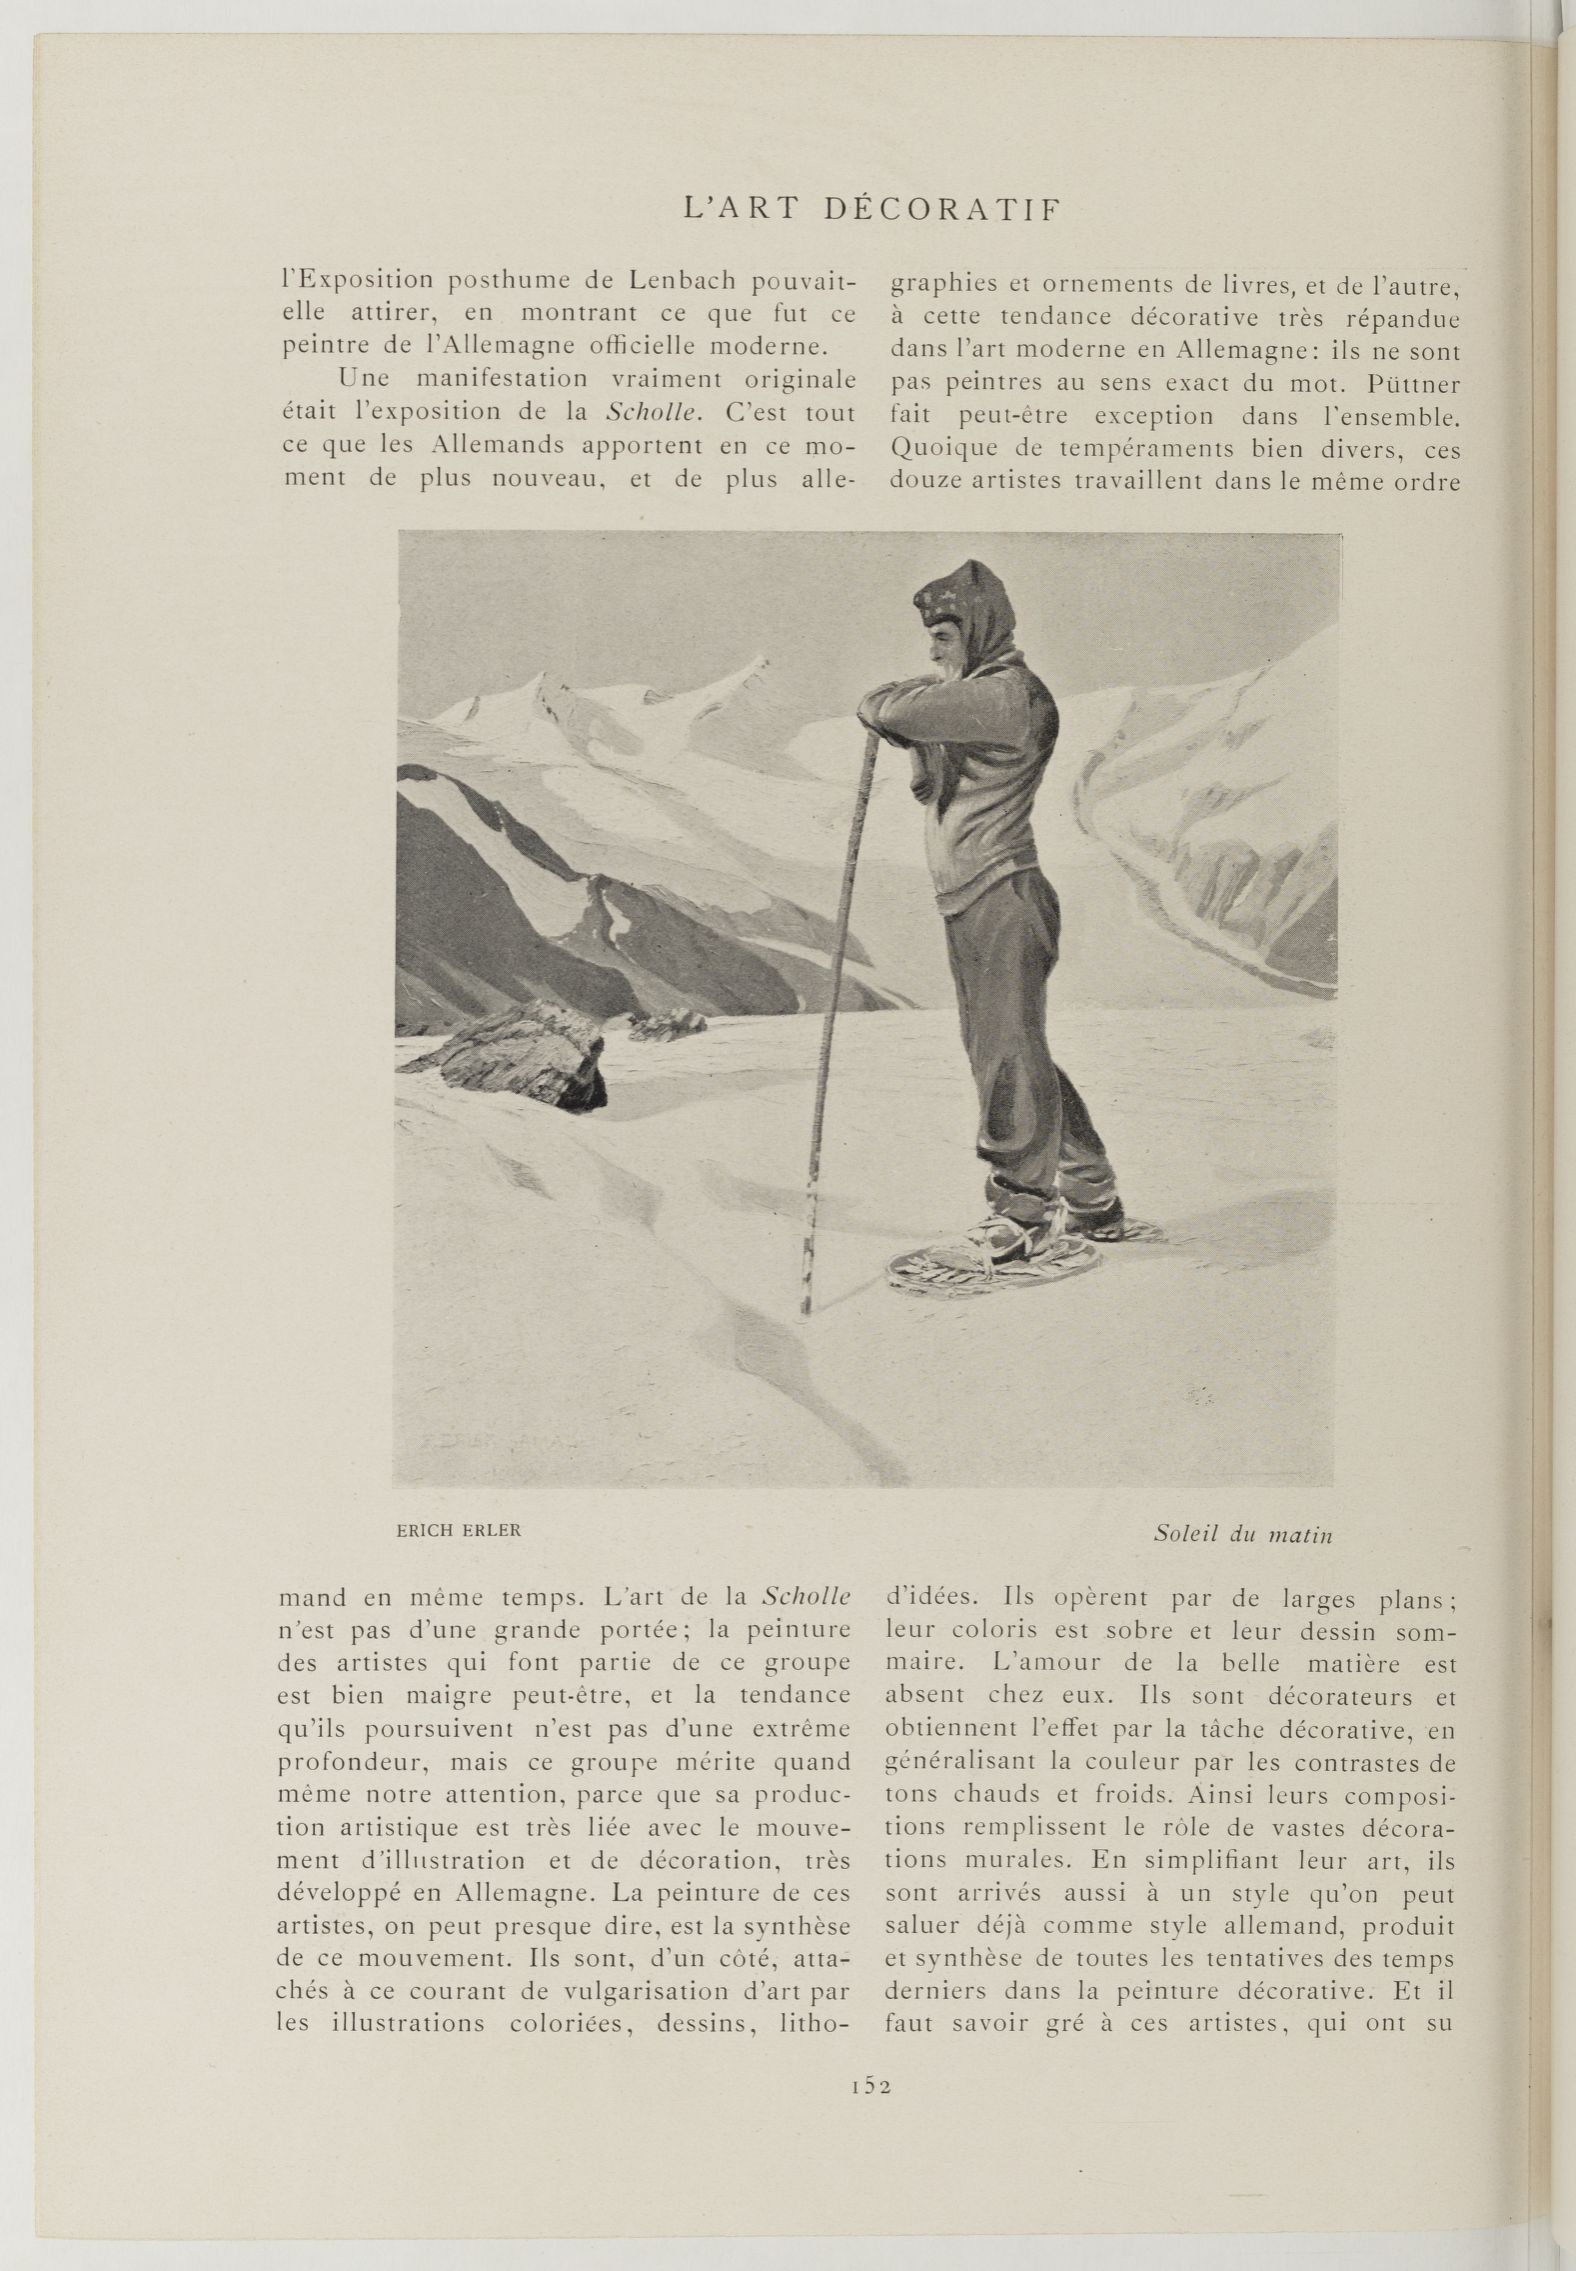 L'ART DÉCORATIF
l'Exposition posthume de Lenbach pouvait-
elle attirer, en montrant ce que fut ce
peintre de l'Allemagne officielle moderne.
Une manifestation vraiment originale
était l'exposition de la Scholle. C'est tout
ce que les Allemands apportent en ce mo-
ment de plus nouveau, et de plus alle-
mand en même temps. L'art de la Scholle
n'est pas d'une grande portée; la peinture
des artistes qui font partie de ce groupe
est bien maigre peut-être, et la tendance
qu'ils poursuivent n'est pas d'une extrême
profondeur, mais ce groupe mérite quand
même notre attention, parce que sa produc-
tion artistique est très liée avec le mouve-
ment d'illustration et de décoration, très
développé en Allemagne. La peinture de ces
artistes, on peut presque dire, est la synthèse
de ce mouvement. Ils sont, d'un côté, atta-
chés à ce courant de vulgarisation d'art par
les illustrations coloriées, dessins, litho-
graphies et ornements de livres, et de l'autre,
à cette tendance décorative très répandue
dans l'art moderne en Allemagne: ils ne sont
pas peintres au sens exact du mot. Püttner
fait peut-être exception dans l'ensemble.
Quoique de tempéraments bien divers, ces
douze artistes travaillent dans le même ordre
d'idées. Ils opèrent par de larges plans;
leur coloris est sobre et leur dessin som-
maire. L'amour de la belle matière est
absent chez eux. Ils sont décorateurs et
obtiennent l'effet par la tâche décorative, en
généralisant la couleur par les contrastes de
tons chauds et froids. Ainsi leurs composi-
tions remplissent le rôle de vastes décora-
tions murales. En simplifiant leur art, ils
sont arrivés aussi à un style qu'on peut
saluer déjà comme style allemand, produit
et synthèse de toutes les tentatives des temps
derniers dans la peinture décorative. Et il
faut savoir gré à ces artistes, qui ont su
ERICH ERLER
Soleil du matin
152